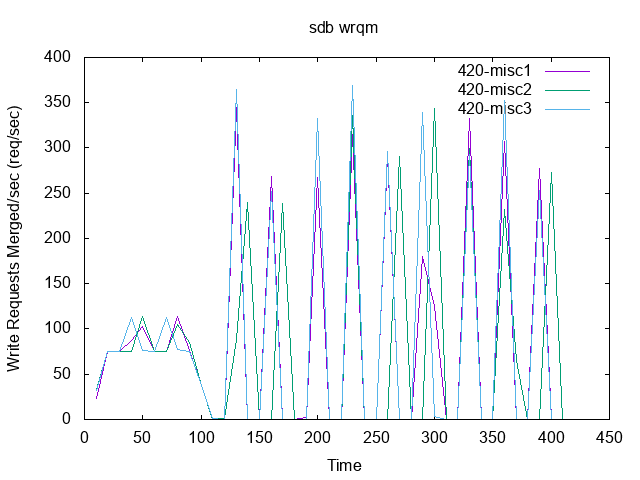 sdb wrqm
Write Requests Merged/sec (req/sec)
400
350
300
250
200
150
100
50
0
420-misc1
420-misc2
420-misc3
0 50 100 150 200 250 300 350 400 450
Time